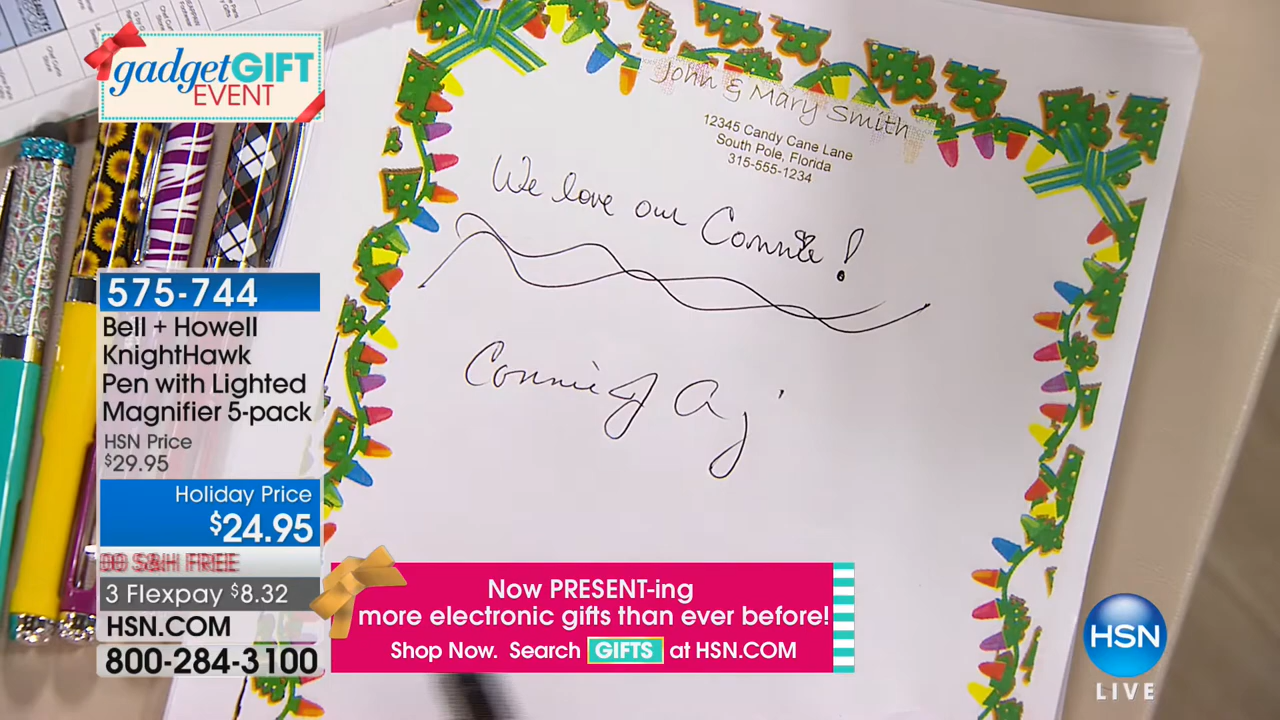 gadgetGIFT
EVENT
John & Mary Smith
12345 Candy Cane Lane
South Pole, Florida
315-555-1234
We love our Connie!
Connie
575-744
Bell + Howell
KnightHawk
Pen with Lighted
Magnifier 5-pack
HSN Price
$29.95
Holiday Price
$24.95
S&H FREE
3 Flexpay $8.32
HSN.COM
800-284-3100
Now PRESENT-ing
more electronic gifts than ever before!
Shop Now. Search GIFTS at HSN.COM
HSN
LIVE